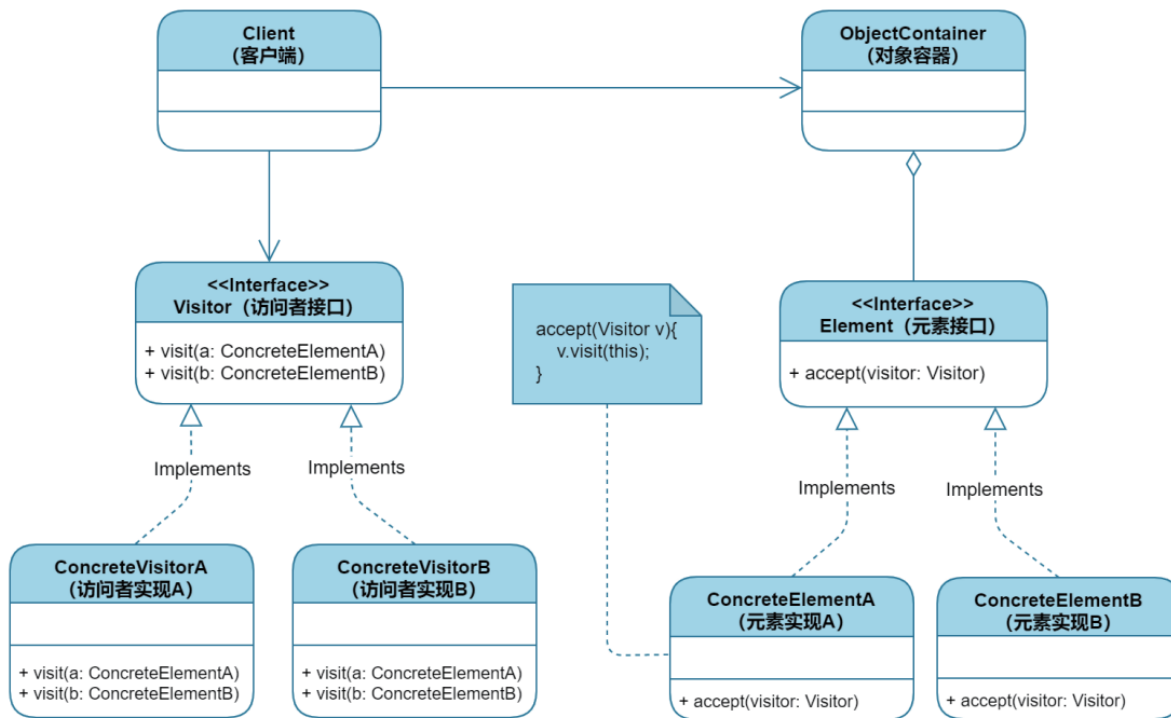 Client
（客户端）
ObjectContainer
（对象容器）
<<Interface>>
Visitor（访问者接口）
+ visit(a: ConcreteElementA)
+ visit(b: ConcreteElementB)
accept(Visitor v){
v.visit(this);
}
<<Interface>>
Element（元素接口）
+ accept(visitor: Visitor)
Implements
Implements
Implements
Implements
ConcreteVisitorA
（访问者实现A）
+ visit(a: ConcreteElementA)
+ visit(b: ConcreteElementB)
ConcreteVisitorB
（访问者实现B）
+ visit(a: ConcreteElementA)
+ visit(b: ConcreteElementB)
ConcreteElementA
（元素实现A）
+ accept(visitor: Visitor)
ConcreteElementB
（元素实现B）
+ accept(visitor: Visitor)